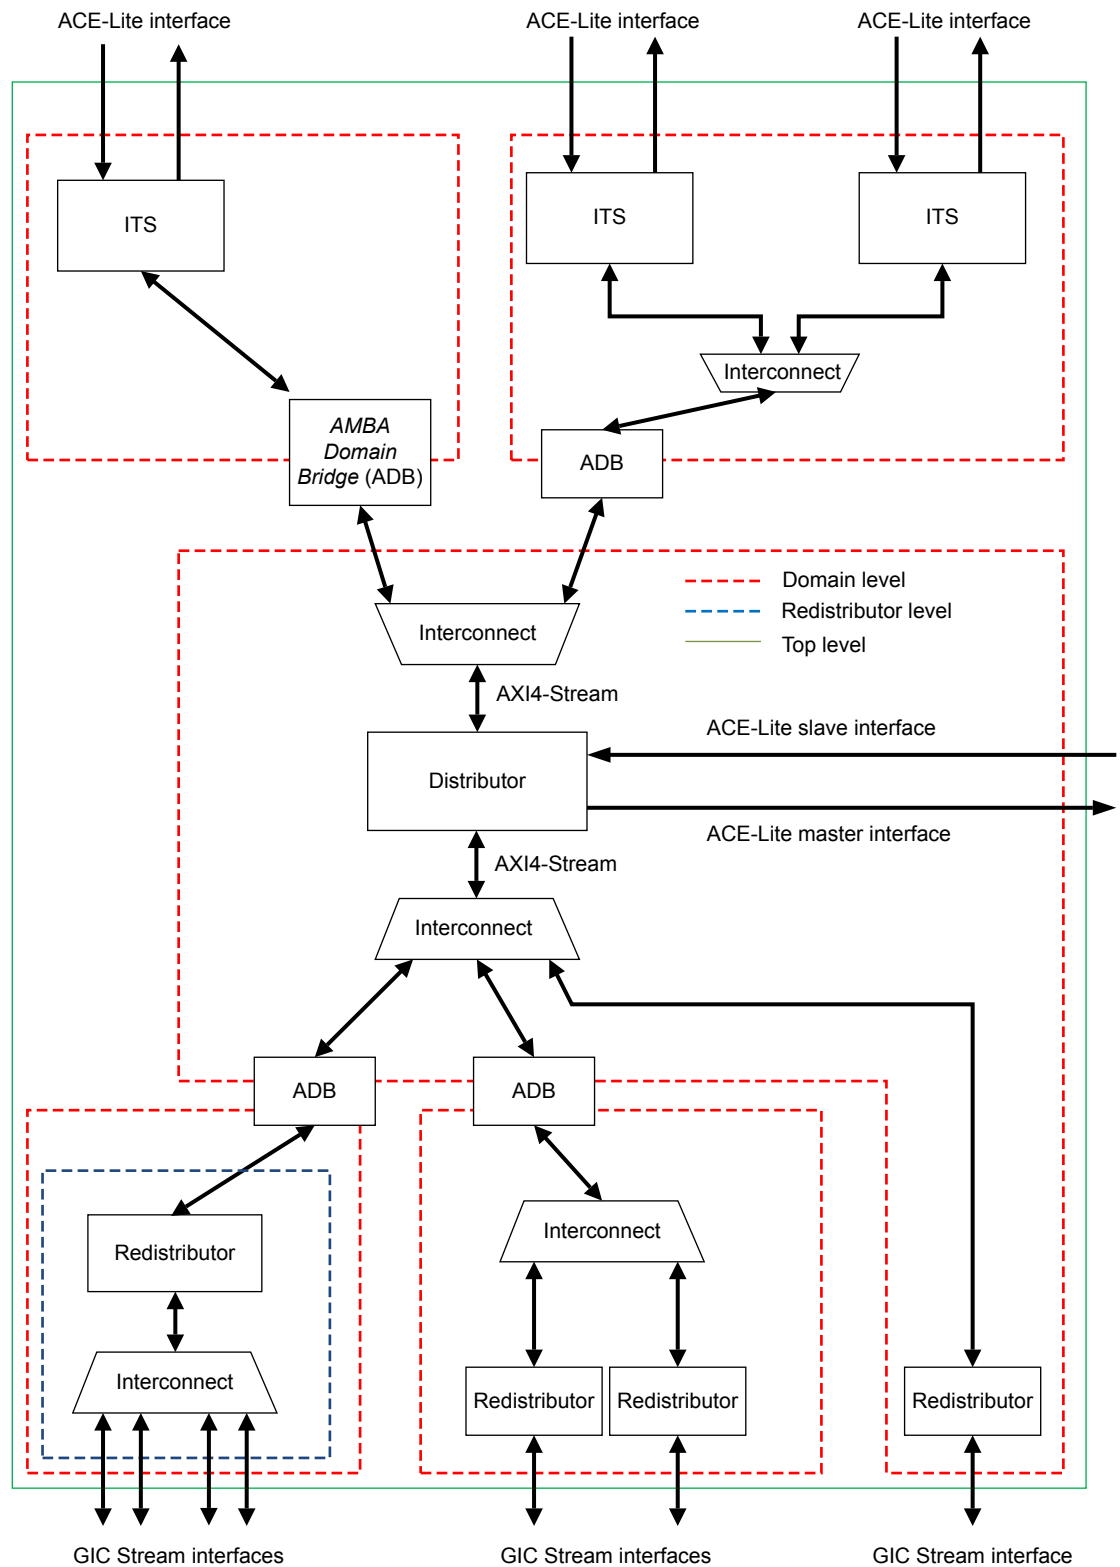 ACE-Lite interface
ACE-Lite interface
ACE-Lite interface
ITS
ITS
ITS
Interconnect
AMBA
Domain
Bridge (ADB)
ADB
Domain level
Redistributor level
Top level
Interconnect
AXI4-Stream
ACE-Lite slave interface
Distributor
ACE-Lite master interface
AXI4-Stream
Interconnect
ADB
ADB
Redistributor
Interconnect
Interconnect
Redistributor
Redistributor
Redistributor
GIC Stream interfaces
GIC Stream interfaces
GIC Stream interface